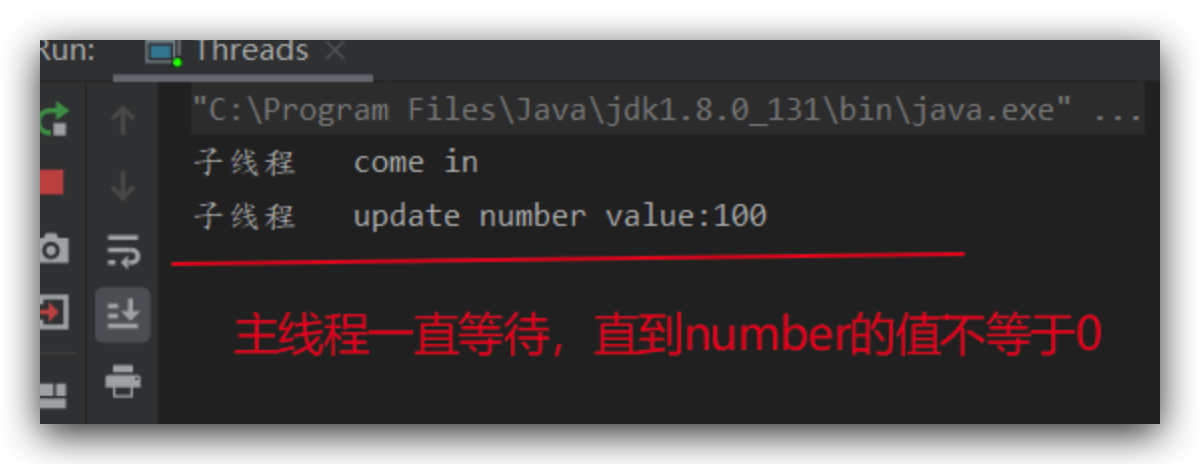 Run: Threads
"C:\Program Files\Java\jdk1.8.0_131\bin\java.exe" ...
子线程 come in
子线程 update number value:100
主线程一直等待，直到number的值不等于0